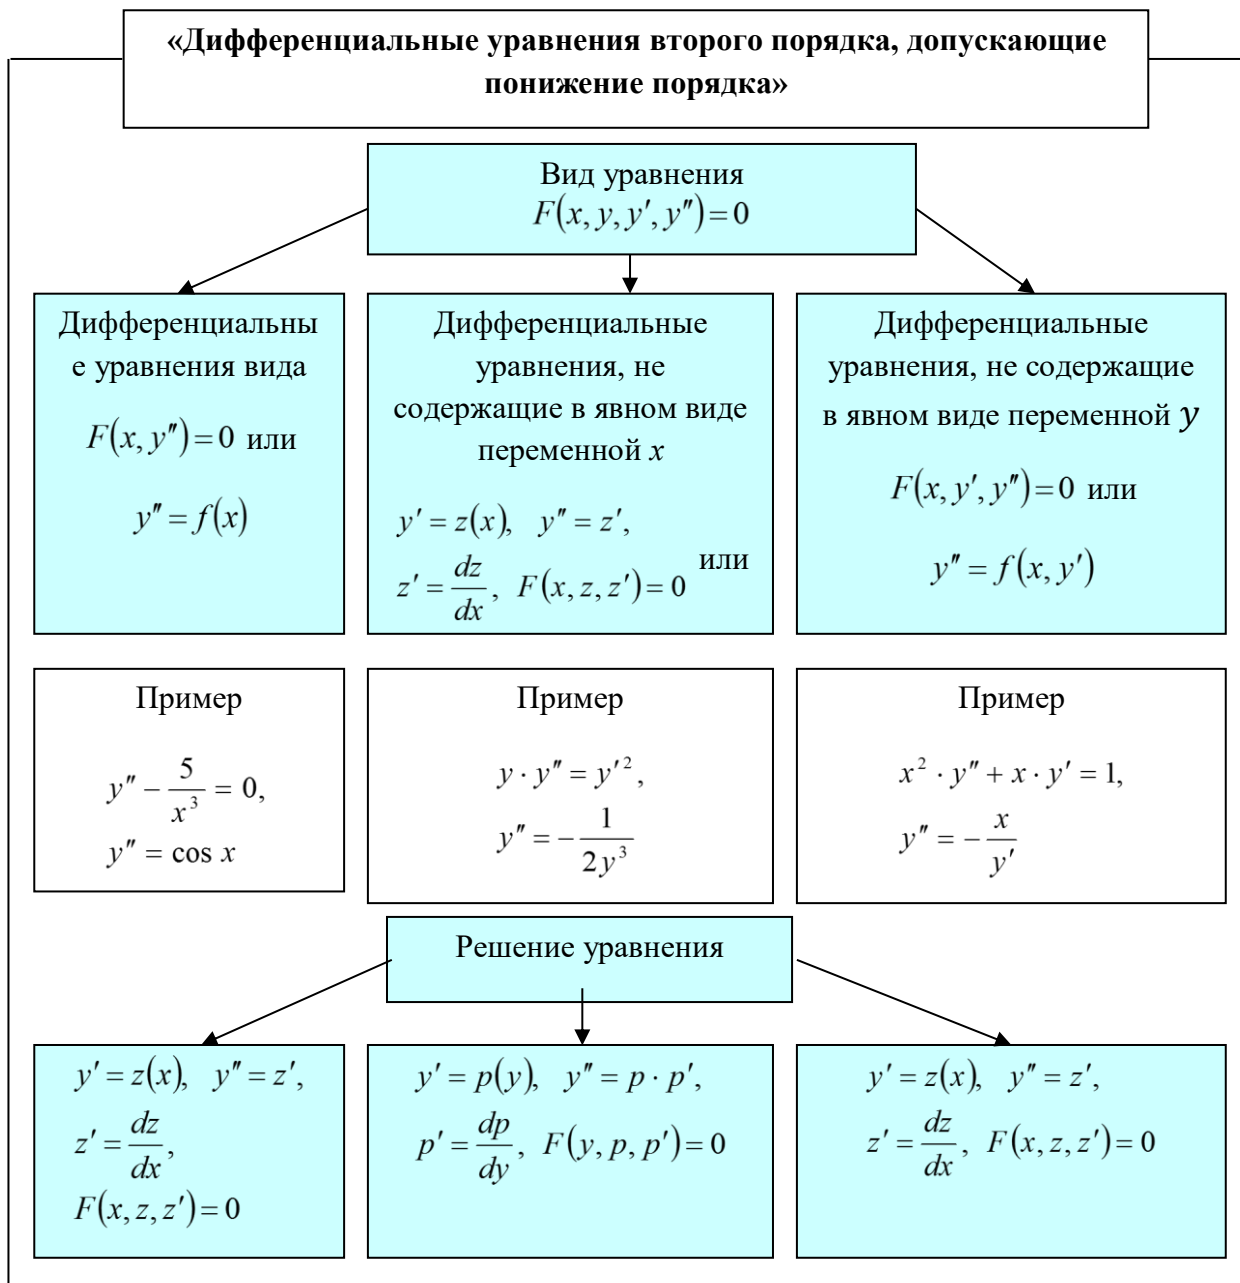 «Дифференциальные уравнения второго порядка, допускающие
понижение порядка»
Вид уравнения
F(x, y, y′, y″) = 0
Дифференциальны
е уравнения вида
F(x, y″) = 0 или
y″ = f(x)
Дифференциальные
уравнения, не
содержащие в явном виде
переменной x
y′ = z(x), y″ = z′,
z′ = dz/dx, F(x, z, z′) = 0 или
Дифференциальные
уравнения, не содержащие
в явном виде переменной y
F(x, y′, y″) = 0 или
y″ = f(x, y′)
Пример
y″ − 5/x³ = 0,
y″ = cos x
Пример
y · y″ = y′²,
y″ = − 1/2y³
Пример
x² · y″ + x · y′ = 1,
y″ = − x/y′
Решение уравнения
y′ = z(x), y″ = z′,
z′ = dz/dx,
F(x, z, z′) = 0
y′ = p(y), y″ = p · p′,
p′ = dp/dy, F(y, p, p′) = 0
y′ = z(x), y″ = z′,
z′ = dz/dx, F(x, z, z′) = 0